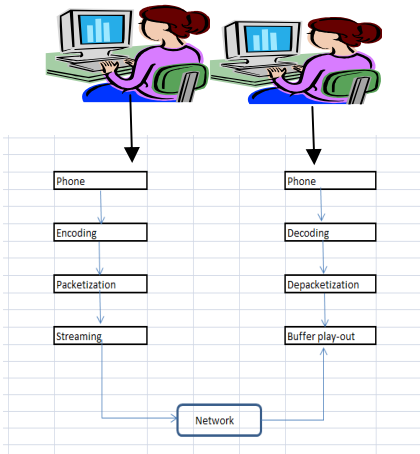 Phone
Encoding
Packetization
Streaming
Phone
Decoding
Depacketization
Buffer play-out
Network